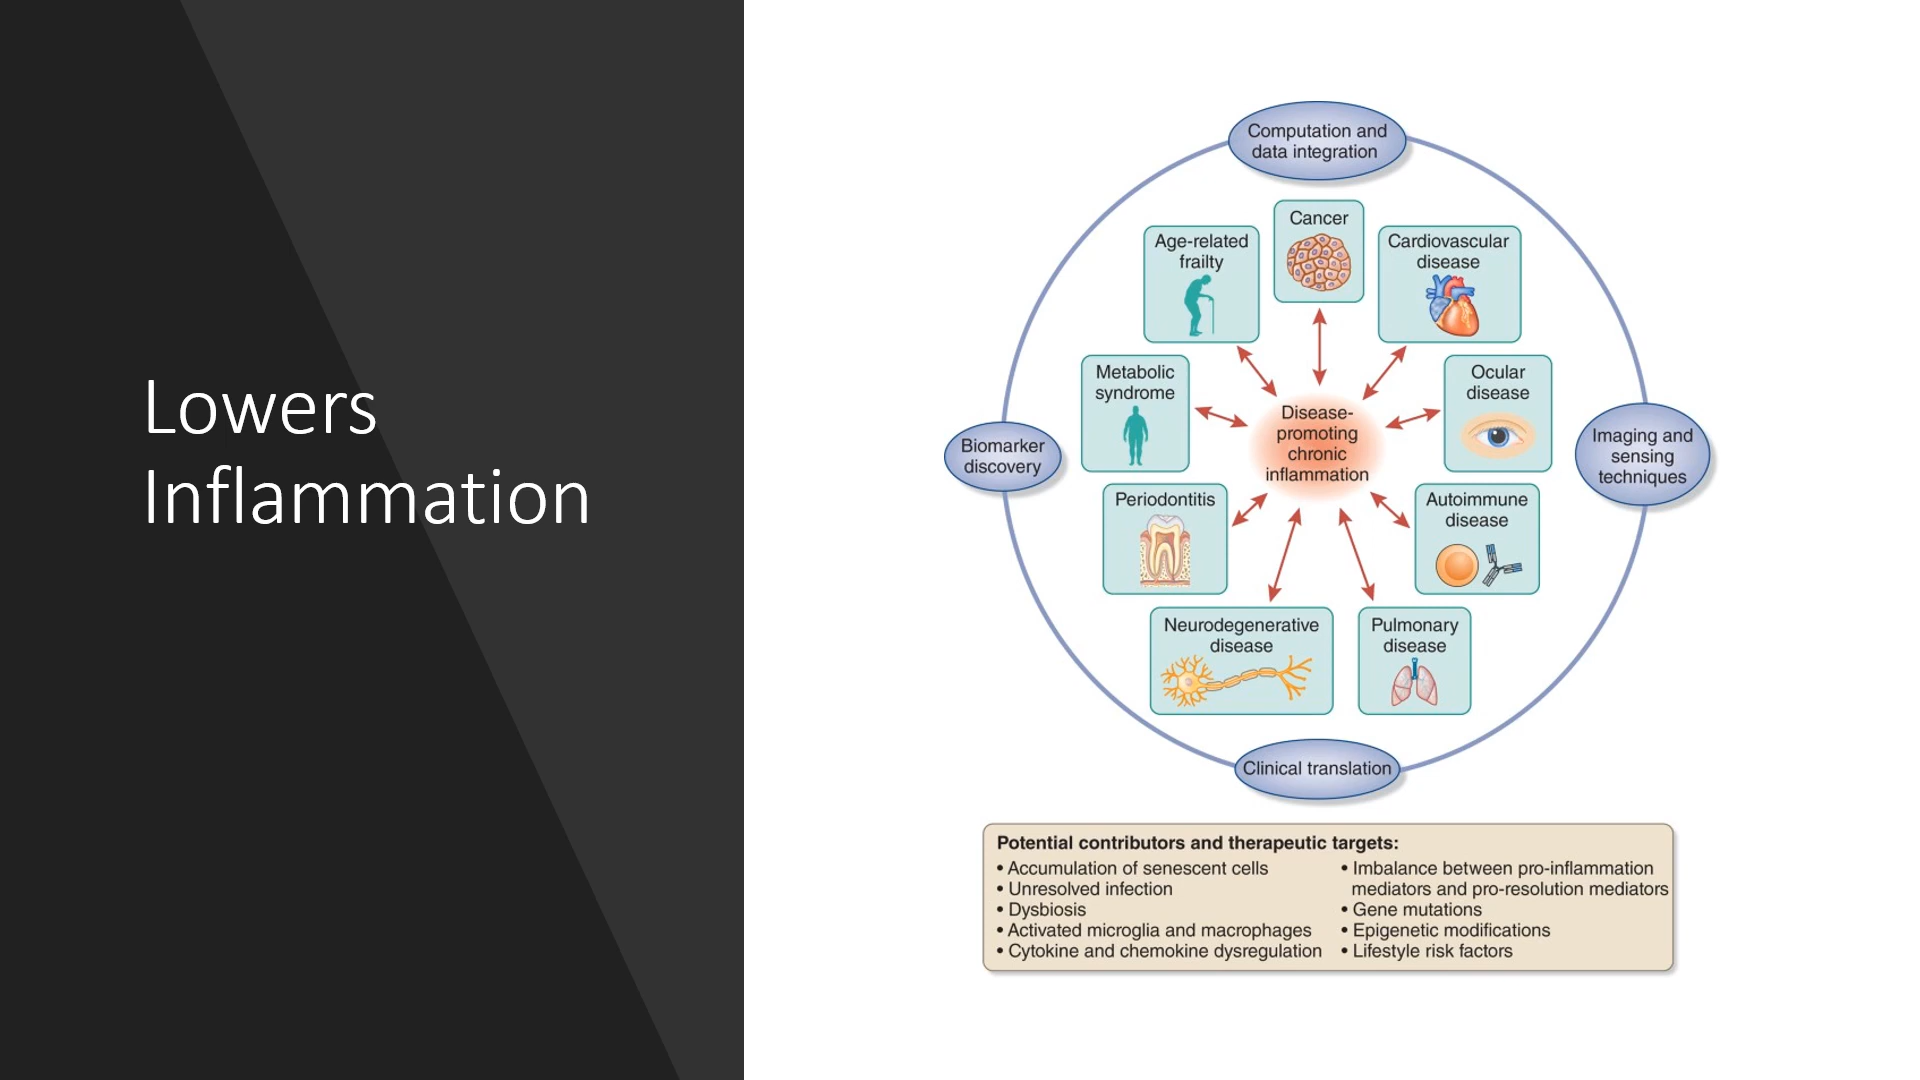 Lowers
Inflammation
Computation and
data integration
Cancer
Age-related
frailty
Cardiovascular
disease
Metabolic
syndrome
Ocular
disease
Disease-
promoting
chronic
inflammation
Biomarker
discovery
Imaging and
sensing
techniques
Periodontitis
Autoimmune
disease
Neurodegenerative
disease
Pulmonary
disease
Clinical translation
Potential contributors and therapeutic targets:
• Accumulation of senescent cells
• Unresolved infection
• Dysbiosis
• Activated microglia and macrophages
• Cytokine and chemokine dysregulation
• Imbalance between pro-inflammation
mediators and pro-resolution mediators
• Gene mutations
• Epigenetic modifications
• Lifestyle risk factors